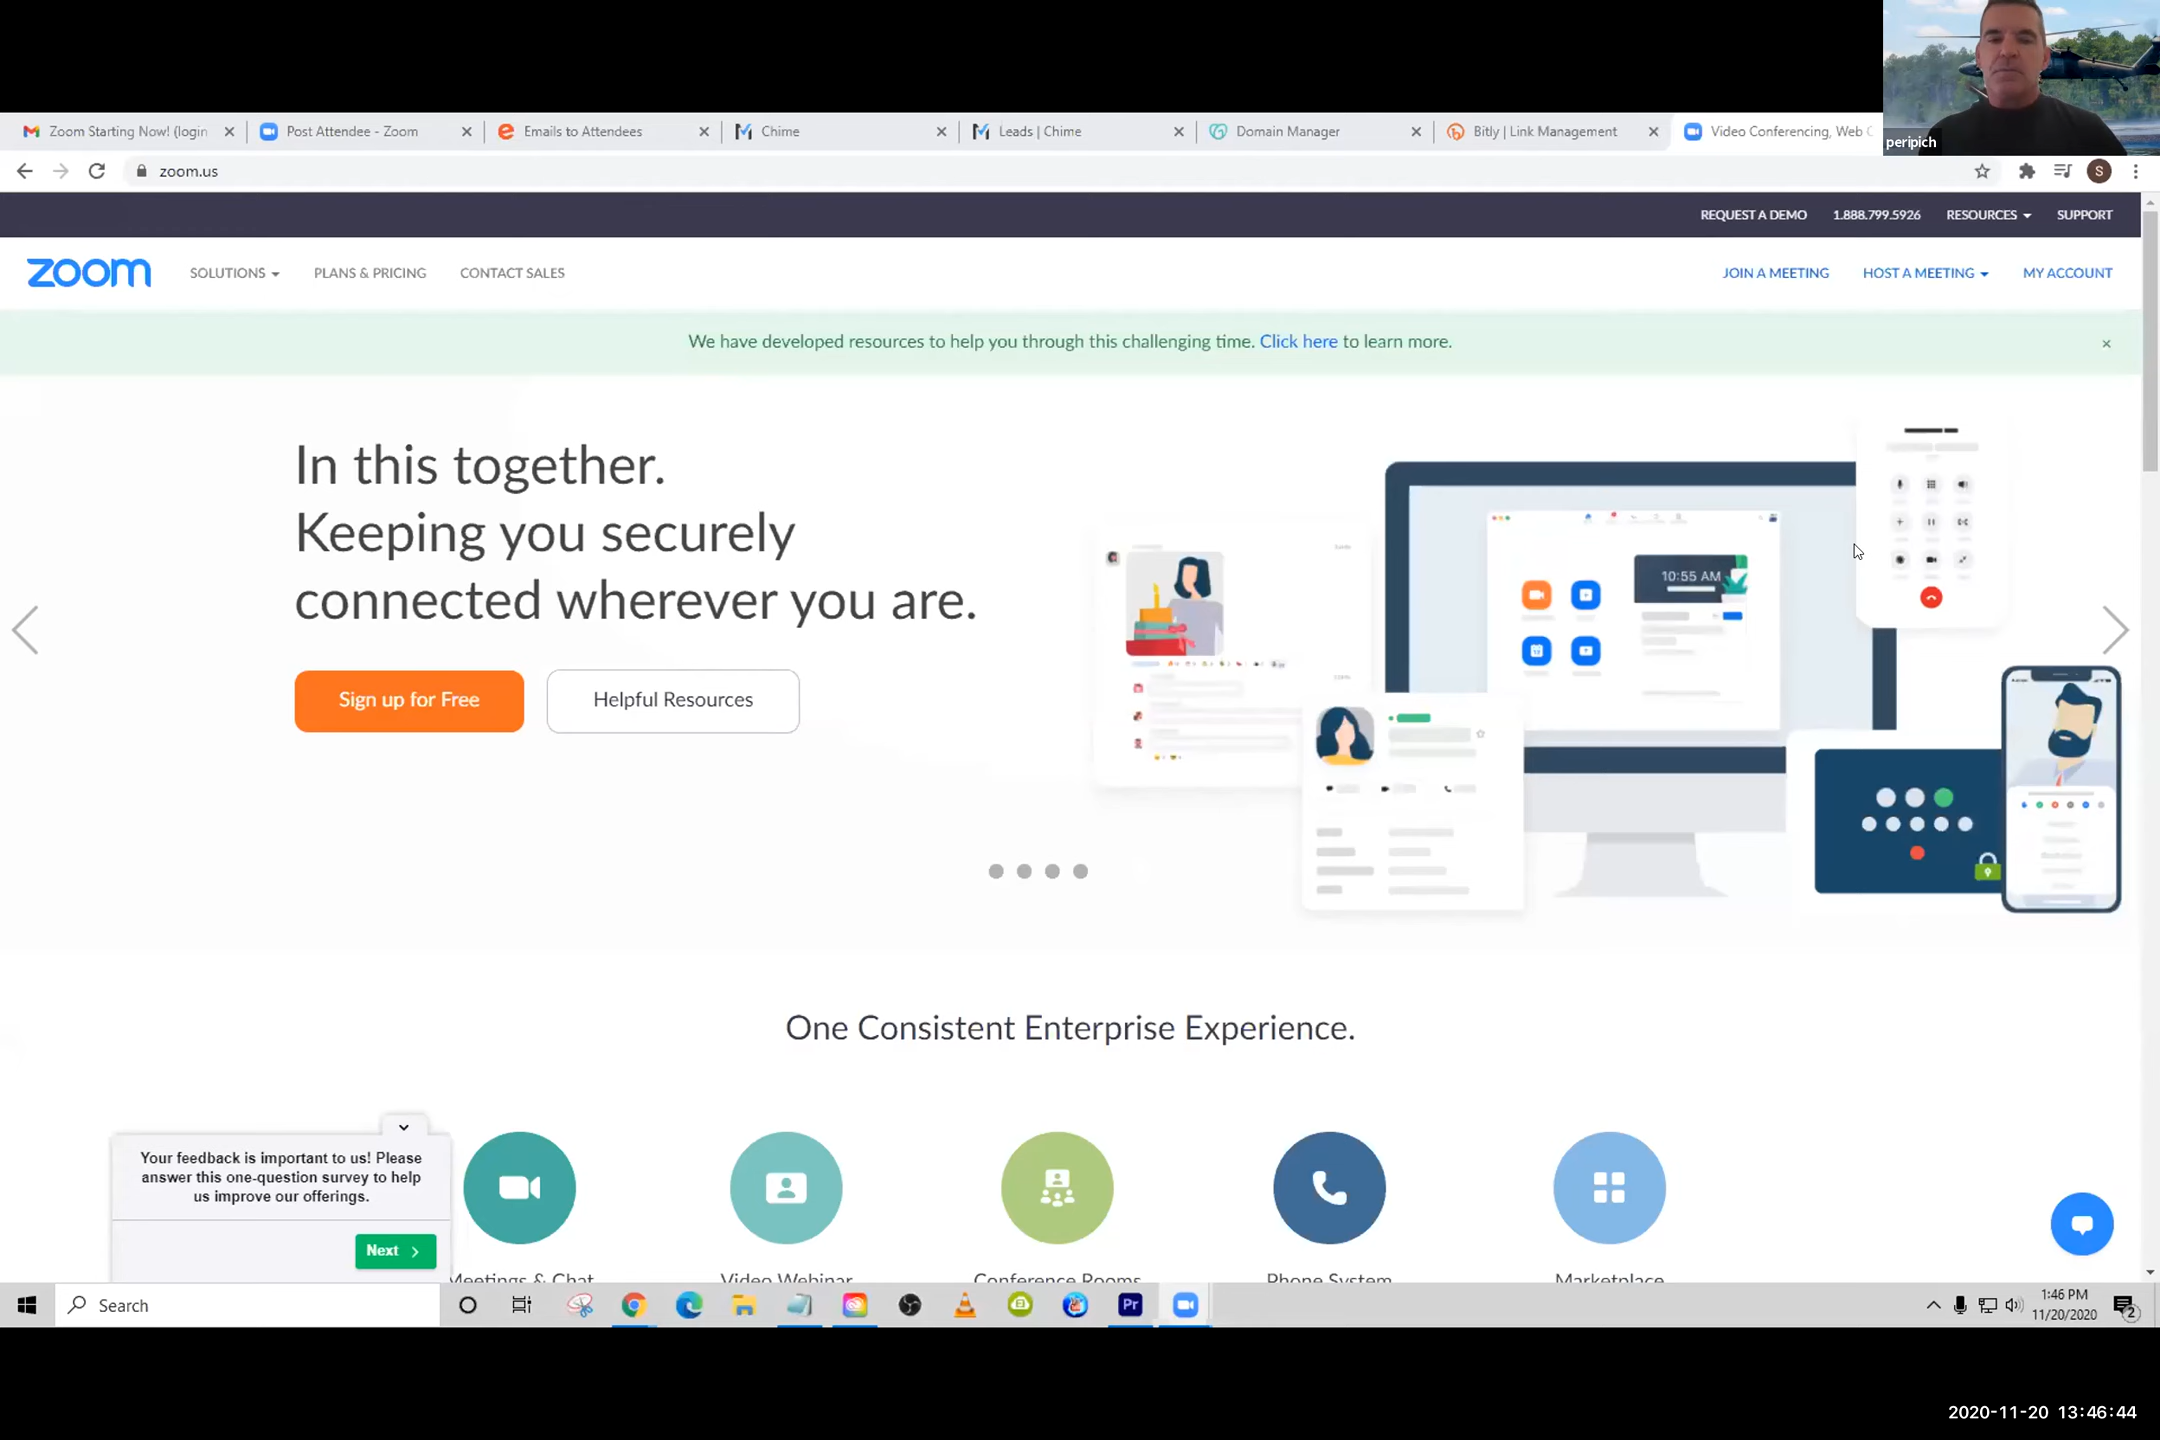 Zoom Starting Now! (login
Post Attendee - Zoom
Emails to Attendees
Chime
Leads | Chime
Domain Manager
Bitly | Link Management
Video Conferencing, Web C
peripich
zoom.us
S
REQUEST A DEMO
1.888.799.5926
RESOURCES
SUPPORT
zoom
SOLUTIONS
PLANS & PRICING
CONTACT SALES
JOIN A MEETING
HOST A MEETING
MY ACCOUNT
We have developed resources to help you through this challenging time. Click here to learn more.
In this together.
Keeping you securely
connected wherever you are.
10:55 AM
Sign up for Free
Helpful Resources
One Consistent Enterprise Experience.
Your feedback is important to us! Please
answer this one-question survey to help
us improve our offerings.
Next
Meetings & Chat
Video Webinar
Conference Rooms
Phone System
Marketplace
Search
Pr
1:46 PM
11/20/2020
2
2020-11-20 13:46:44